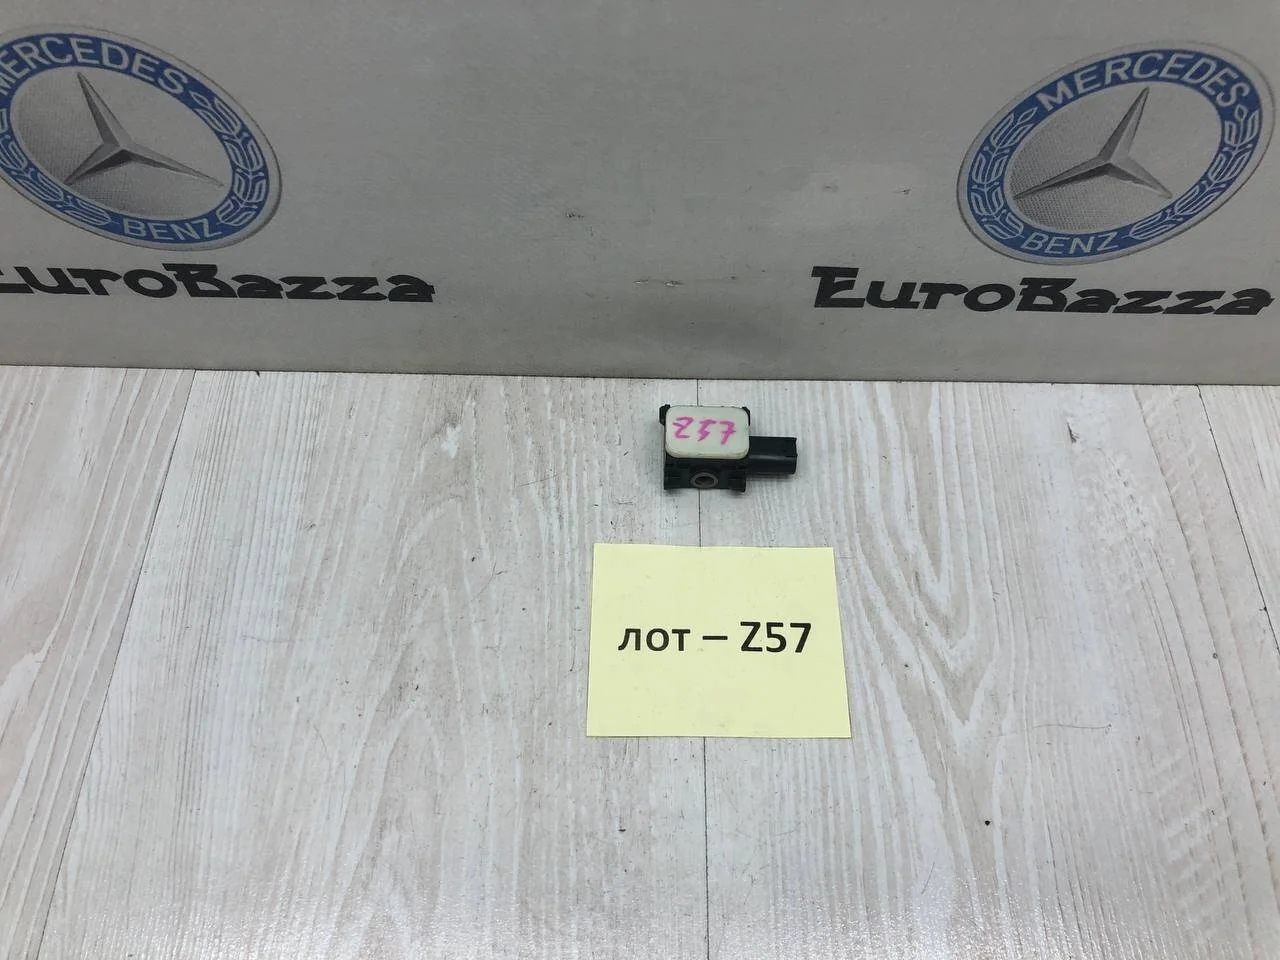 MERCEDES
BENZ
EuroBazza
MERCEDES
BENZ
EuroBazza
Z57
лот – Z57